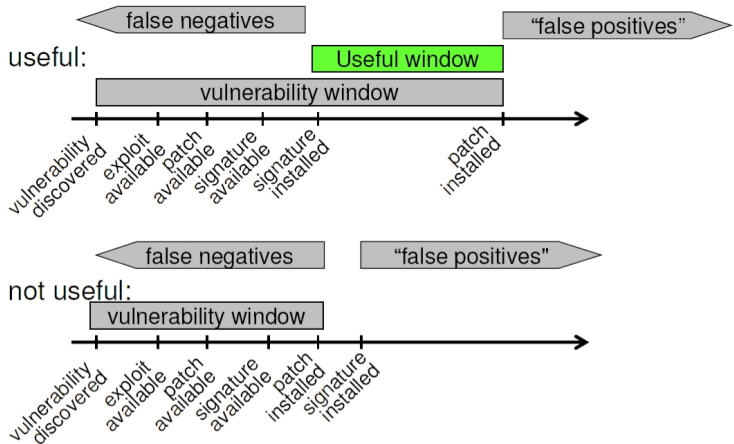 false negatives
“false positives”
useful:
Useful window
vulnerability window
vulnerability
discovered
exploit
available
patch
available
signature
available
signature
installed
patch
installed
false negatives
“false positives"
not useful:
vulnerability window
vulnerability
discovered
exploit
available
patch
available
signature
available
patch
installed
signature
installed